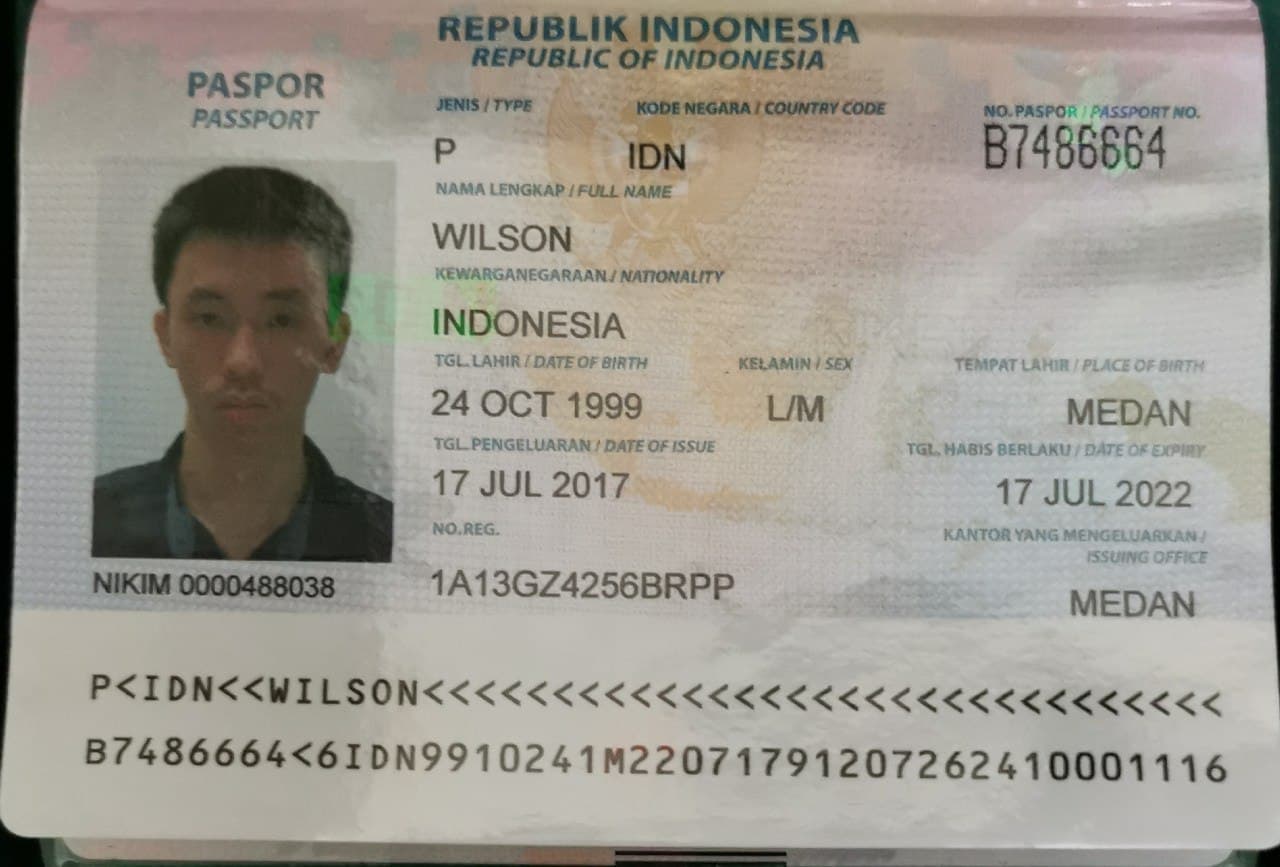 REPUBLIK INDONESIA
REPUBLIC OF INDONESIA
PASPOR
PASSPORT
JENIS / TYPE KODE NEGARA / COUNTRY CODE NO. PASPOR / PASSPORT NO.
P IDN B7486664
NAMA LENGKAP / FULL NAME
WILSON
KEWARGANEGARAAN / NATIONALITY
INDONESIA
TGL. LAHIR / DATE OF BIRTH KELAMIN / SEX TEMPAT LAHIR / PLACE OF BIRTH
24 OCT 1999 L/M MEDAN
TGL. PENGELUARAN / DATE OF ISSUE TGL. HABIS BERLAKU / DATE OF EXPIRY
17 JUL 2017 17 JUL 2022
NO. REG. KANTOR YANG MENGELUARKAN /
ISSUING OFFICE
NIKIM 0000488038 1A13GZ4256BRPP MEDAN
P<IDN<<WILSON<<<<<<<<<<<<<<<<<<<<<<<<<<<<<<<
B7486664<6IDN9910241M22071791207262410001116